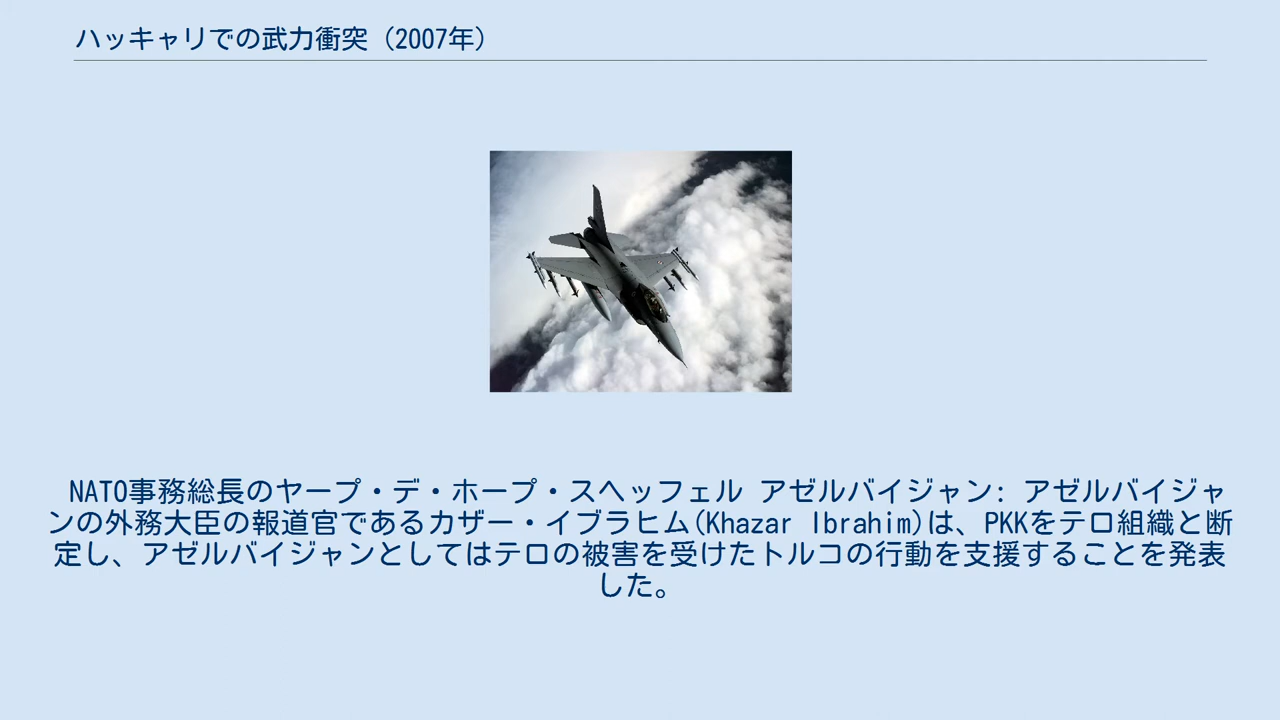 ハッキャリでの武力衝突（2007年）
NATO事務総長のヤープ・デ・ホープ・スヘッフェル アゼルバイジャン: アゼルバイジャ
ンの外務大臣の報道官であるカザー・イブラヒム(Khazar Ibrahim)は、PKKをテロ組織と断
定し、アゼルバイジャンとしてはテロの被害を受けたトルコの行動を支援することを発表
した。